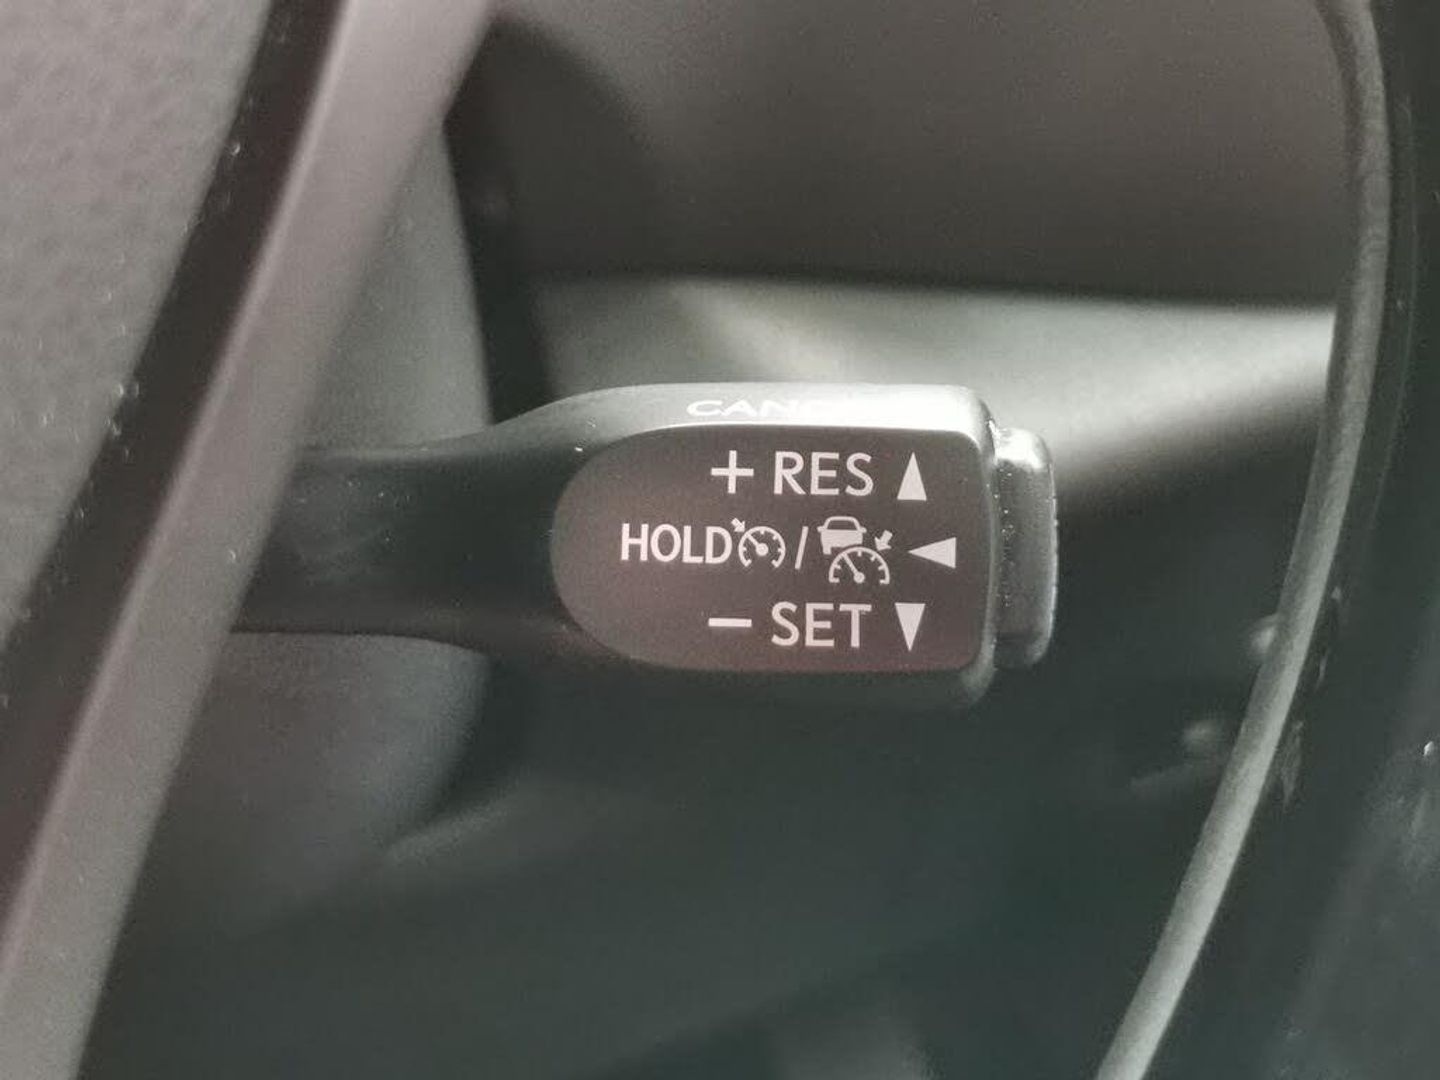 + RES
HOLD /
− SET